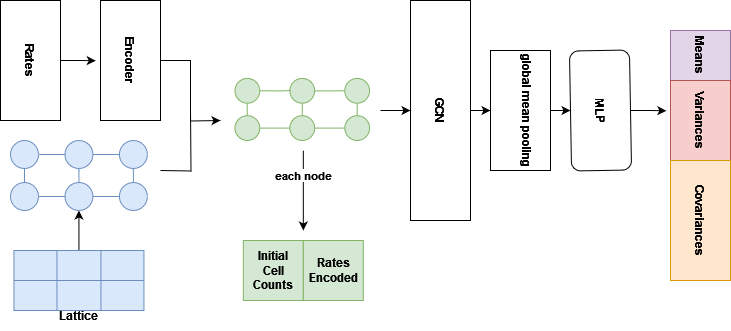 Rates
Encoder
Lattice
each node
Initial
Cell
Counts
Rates
Encoded
GCN
global mean pooling
MLP
Means
Variances
Covariances